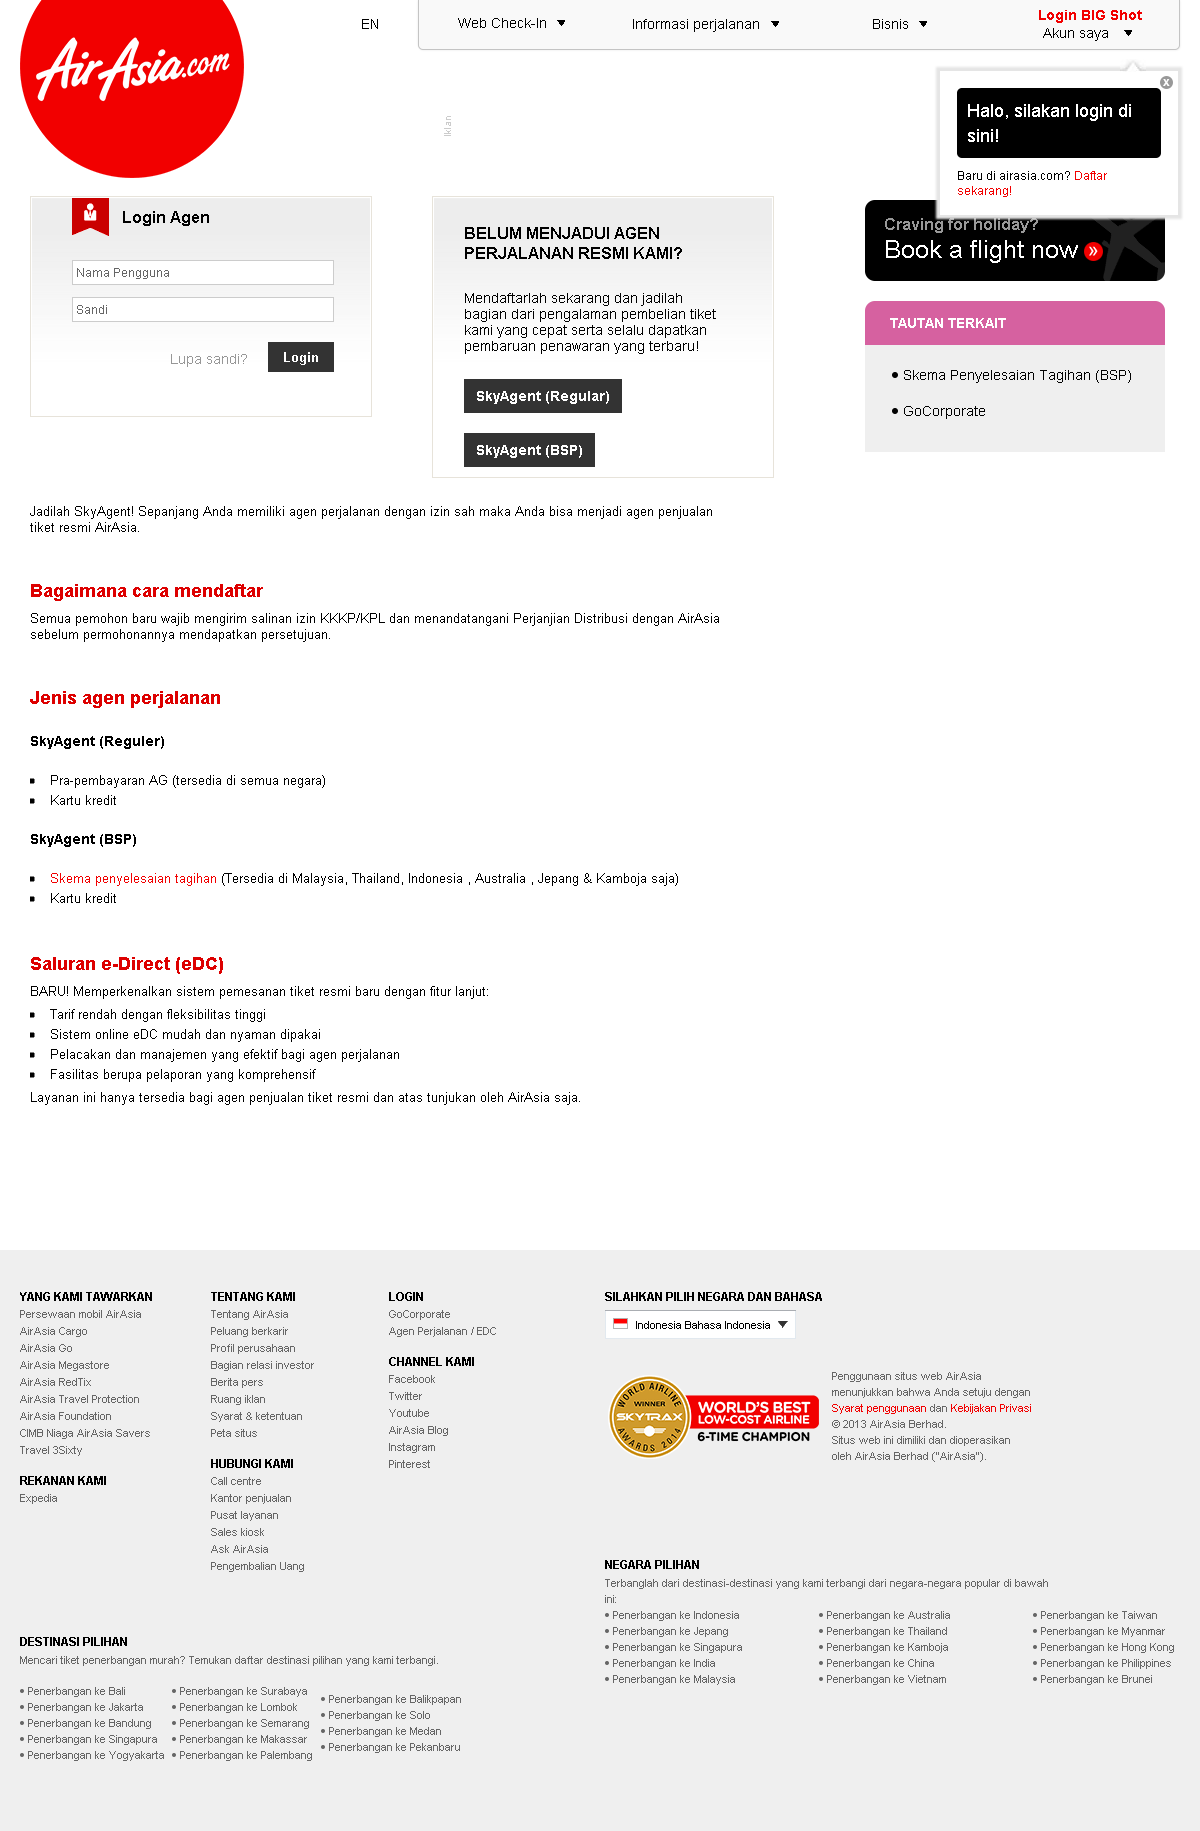 AirAsia.com
EN
Web Check-In
Informasi perjalanan
Bisnis
Login BIG Shot
Akun saya
Iklan
Halo, silakan login di
sini!
Baru di airasia.com? Daftar
sekarang!
Login Agen
Nama Pengguna
Sandi
Lupa sandi?
Login
BELUM MENJADUI AGEN
PERJALANAN RESMI KAMI?
Mendaftarlah sekarang dan jadilah
bagian dari pengalaman pembelian tiket
kami yang cepat serta selalu dapatkan
pembaruan penawaran yang terbaru!
SkyAgent (Regular)
SkyAgent (BSP)
Craving for holiday?
Book a flight now
TAUTAN TERKAIT
• Skema Penyelesaian Tagihan (BSP)
• GoCorporate
Jadilah SkyAgent! Sepanjang Anda memiliki agen perjalanan dengan izin sah maka Anda bisa menjadi agen penjualan
tiket resmi AirAsia.
Bagaimana cara mendaftar
Semua pemohon baru wajib mengirim salinan izin KKKP/KPL dan menandatangani Perjanjian Distribusi dengan AirAsia
sebelum permohonannya mendapatkan persetujuan.
Jenis agen perjalanan
SkyAgent (Reguler)
Pra-pembayaran AG (tersedia di semua negara)
Kartu kredit
SkyAgent (BSP)
Skema penyelesaian tagihan (Tersedia di Malaysia, Thailand, Indonesia , Australia , Jepang & Kamboja saja)
Kartu kredit
Saluran e-Direct (eDC)
BARU! Memperkenalkan sistem pemesanan tiket resmi baru dengan fitur lanjut:
Tarif rendah dengan fleksibilitas tinggi
Sistem online eDC mudah dan nyaman dipakai
Pelacakan dan manajemen yang efektif bagi agen perjalanan
Fasilitas berupa pelaporan yang komprehensif
Layanan ini hanya tersedia bagi agen penjualan tiket resmi dan atas tunjukan oleh AirAsia saja.
YANG KAMI TAWARKAN
Persewaan mobil AirAsia
AirAsia Cargo
AirAsia Go
AirAsia Megastore
AirAsia RedTix
AirAsia Travel Protection
AirAsia Foundation
CIMB Niaga AirAsia Savers
Travel 3Sixty
REKANAN KAMI
Expedia
TENTANG KAMI
Tentang AirAsia
Peluang berkarir
Profil perusahaan
Bagian relasi investor
Berita pers
Ruang iklan
Syarat & ketentuan
Peta situs
HUBUNGI KAMI
Call centre
Kantor penjualan
Pusat layanan
Sales kiosk
Ask AirAsia
Pengembalian Uang
LOGIN
GoCorporate
Agen Perjalanan / EDC
CHANNEL KAMI
Facebook
Twitter
Youtube
AirAsia Blog
Instagram
Pinterest
SILAHKAN PILIH NEGARA DAN BAHASA
Indonesia Bahasa Indonesia
WORLD AIRLINE
WINNER
SKYTRAX
AWARDS 2014
WORLD'S BEST
LOW-COST AIRLINE
6-TIME CHAMPION
Penggunaan situs web AirAsia
menunjukkan bahwa Anda setuju dengan
Syarat penggunaan dan Kebijakan Privasi
© 2013 AirAsia Berhad.
Situs web ini dimiliki dan dioperasikan
oleh AirAsia Berhad ("AirAsia").
NEGARA PILIHAN
Terbanglah dari destinasi-destinasi yang kami terbangi dari negara-negara popular di bawah
ini:
• Penerbangan ke Indonesia
• Penerbangan ke Jepang
• Penerbangan ke Singapura
• Penerbangan ke India
• Penerbangan ke Malaysia
• Penerbangan ke Australia
• Penerbangan ke Thailand
• Penerbangan ke Kamboja
• Penerbangan ke China
• Penerbangan ke Vietnam
• Penerbangan ke Taiwan
• Penerbangan ke Myanmar
• Penerbangan ke Hong Kong
• Penerbangan ke Philippines
• Penerbangan ke Brunei
DESTINASI PILIHAN
Mencari tiket penerbangan murah? Temukan daftar destinasi pilihan yang kami terbangi.
• Penerbangan ke Bali
• Penerbangan ke Jakarta
• Penerbangan ke Bandung
• Penerbangan ke Singapura
• Penerbangan ke Yogyakarta
• Penerbangan ke Surabaya
• Penerbangan ke Lombok
• Penerbangan ke Semarang
• Penerbangan ke Makassar
• Penerbangan ke Palembang
• Penerbangan ke Balikpapan
• Penerbangan ke Solo
• Penerbangan ke Medan
• Penerbangan ke Pekanbaru